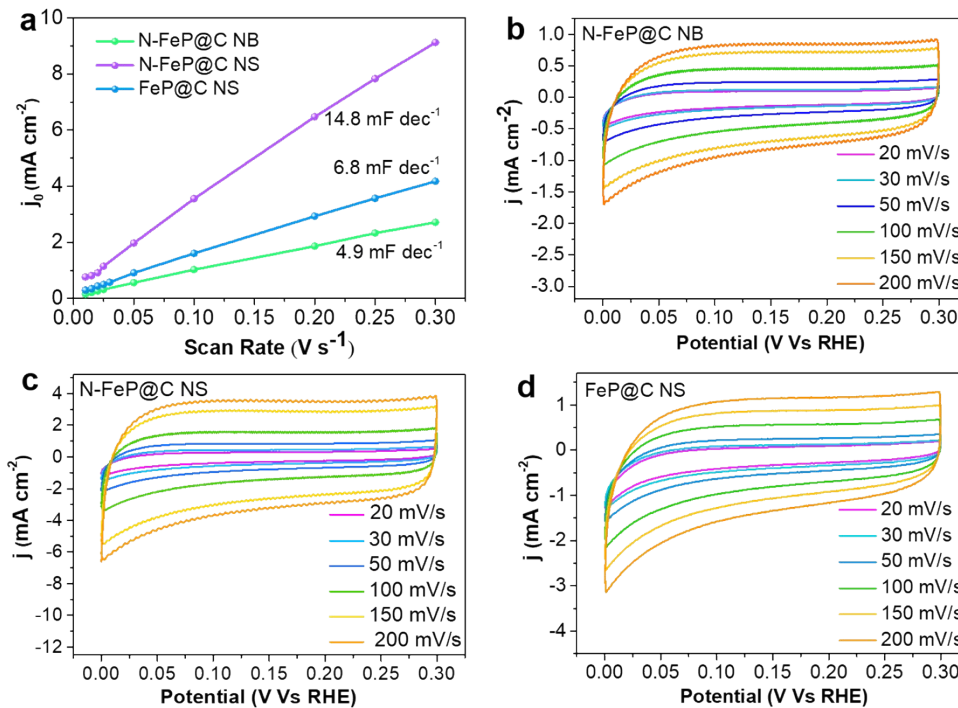 a
10
8
6
4
2
0
j₀ (mA cm⁻²)
N-FeP@C NB
N-FeP@C NS
FeP@C NS
14.8 mF dec⁻¹
6.8 mF dec⁻¹
4.9 mF dec⁻¹
0.00 0.05 0.10 0.15 0.20 0.25 0.30
Scan Rate (V s⁻¹)
b
N-FeP@C NB
1.0
0.5
0.0
-0.5
-1.0
-1.5
-2.0
-2.5
-3.0
j (mA cm⁻²)
20 mV/s
30 mV/s
50 mV/s
100 mV/s
150 mV/s
200 mV/s
0.00 0.05 0.10 0.15 0.20 0.25 0.30
Potential (V Vs RHE)
c
N-FeP@C NS
4
2
0
-2
-4
-6
-8
-10
-12
j (mA cm⁻²)
20 mV/s
30 mV/s
50 mV/s
100 mV/s
150 mV/s
200 mV/s
0.00 0.05 0.10 0.15 0.20 0.25 0.30
Potential (V Vs RHE)
d
FeP@C NS
1
0
-1
-2
-3
-4
j (mA cm⁻²)
20 mV/s
30 mV/s
50 mV/s
100 mV/s
150 mV/s
200 mV/s
0.00 0.05 0.10 0.15 0.20 0.25 0.30
Potential (V Vs RHE)